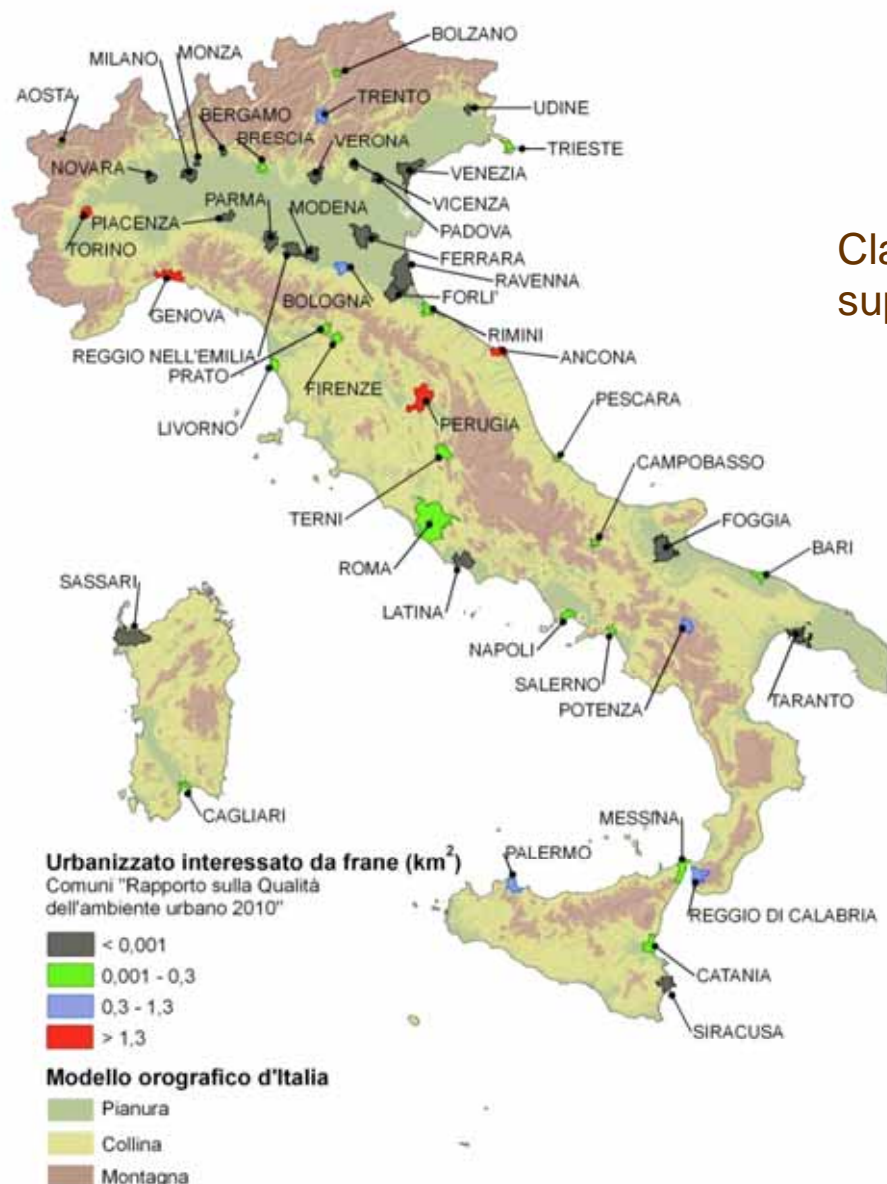 BOLZANO
MONZA
MILANO
TRENTO
AOSTA
UDINE
BERGAMO
BRESCIA
VERONA
TRIESTE
NOVARA
VENEZIA
PARMA
MODENA
VICENZA
PIACENZA
PADOVA
TORINO
FERRARA
RAVENNA
BOLOGNA
FORLI'
GENOVA
RIMINI
REGGIO NELL'EMILIA
ANCONA
PRATO
FIRENZE
PESCARA
LIVORNO
PERUGIA
CAMPOBASSO
TERNI
FOGGIA
BARI
ROMA
SASSARI
LATINA
NAPOLI
SALERNO
TARANTO
POTENZA
CAGLIARI
MESSINA
PALERMO
REGGIO DI CALABRIA
CATANIA
SIRACUSA
Urbanizzato interessato da frane (km²)
Comuni "Rapporto sulla Qualità
dell'ambiente urbano 2010"
< 0,001
0,001 - 0,3
0,3 - 1,3
> 1,3
Modello orografico d'Italia
Pianura
Collina
Montagna
Cla
sup